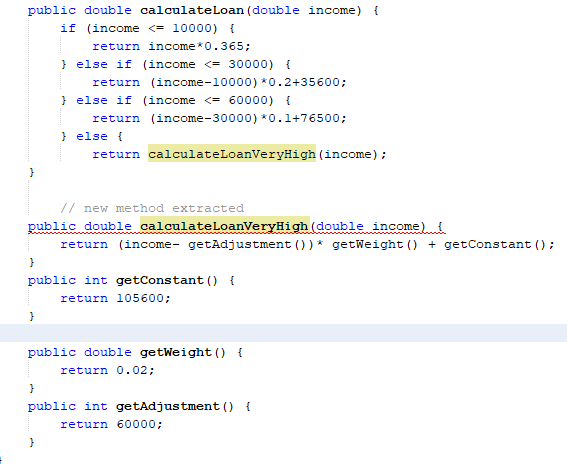 public double calculateLoan(double income) {
if (income <= 10000) {
return income*0.365;
} else if (income <= 30000) {
return (income-10000)*0.2+35600;
} else if (income <= 60000) {
return (income-30000)*0.1+76500;
} else {
return calculateLoanVeryHigh(income);
}
// new method extracted
public double calculateLoanVeryHigh(double income) {
return (income- getAdjustment())* getWeight() + getConstant();
}
public int getConstant() {
return 105600;
}
public double getWeight() {
return 0.02;
}
public int getAdjustment() {
return 60000;
}
}